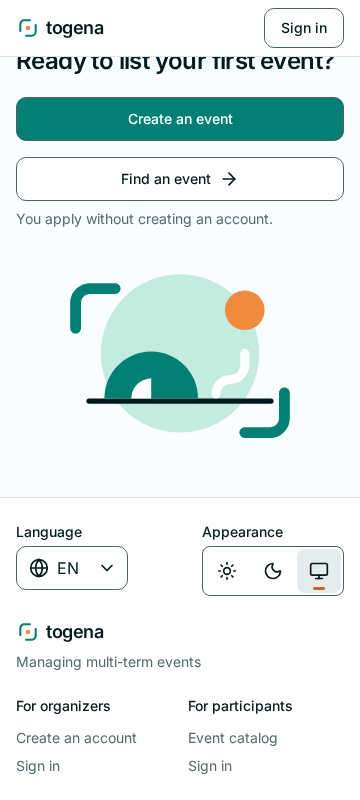 togena
Sign in
Ready to list your first event?
Create an event
Find an event
You apply without creating an account.
Language
Appearance
EN
togena
Managing multi-term events
For organizers
For participants
Create an account
Event catalog
Sign in
Sign in